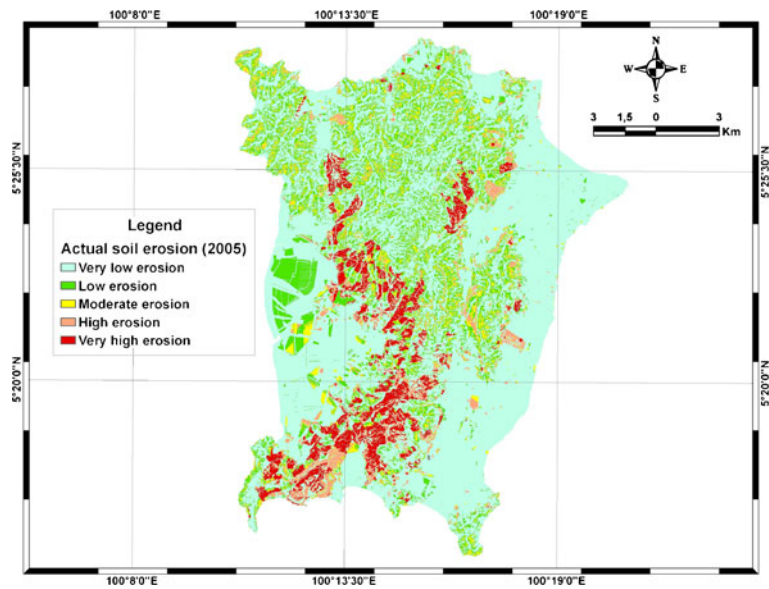 100°8'0"E 100°13'30"E 100°19'0"E
N
W E
S
3 1,5 0 3
Km
5°25'30"N 5°25'30"N
Legend
Actual soil erosion (2005)
Very low erosion
Low erosion
Moderate erosion
High erosion
Very high erosion
5°20'0"N 5°20'0"N
100°8'0"E 100°13'30"E 100°19'0"E